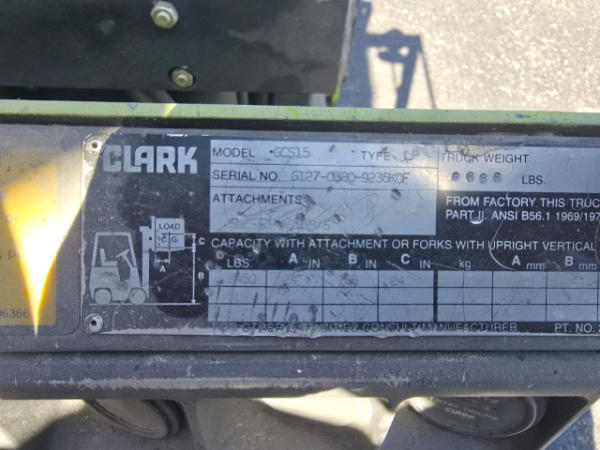 CLARK
MODEL GCS15 TYPE LP TRUCK WEIGHT
SERIAL NO. G127-0380-9236KOF LBS.
ATTACHMENTS
FROM FACTORY THIS TRUC
PART II. ANSI B56.1 1969/197
LOAD
C G
C
A
B
CAPACITY WITH ATTACHMENT OR FORKS WITH UPRIGHT VERTICAL
LBS A IN B IN C IN kg A mm B mm
MANUFACTURER PT. NO.
06366
CLARK